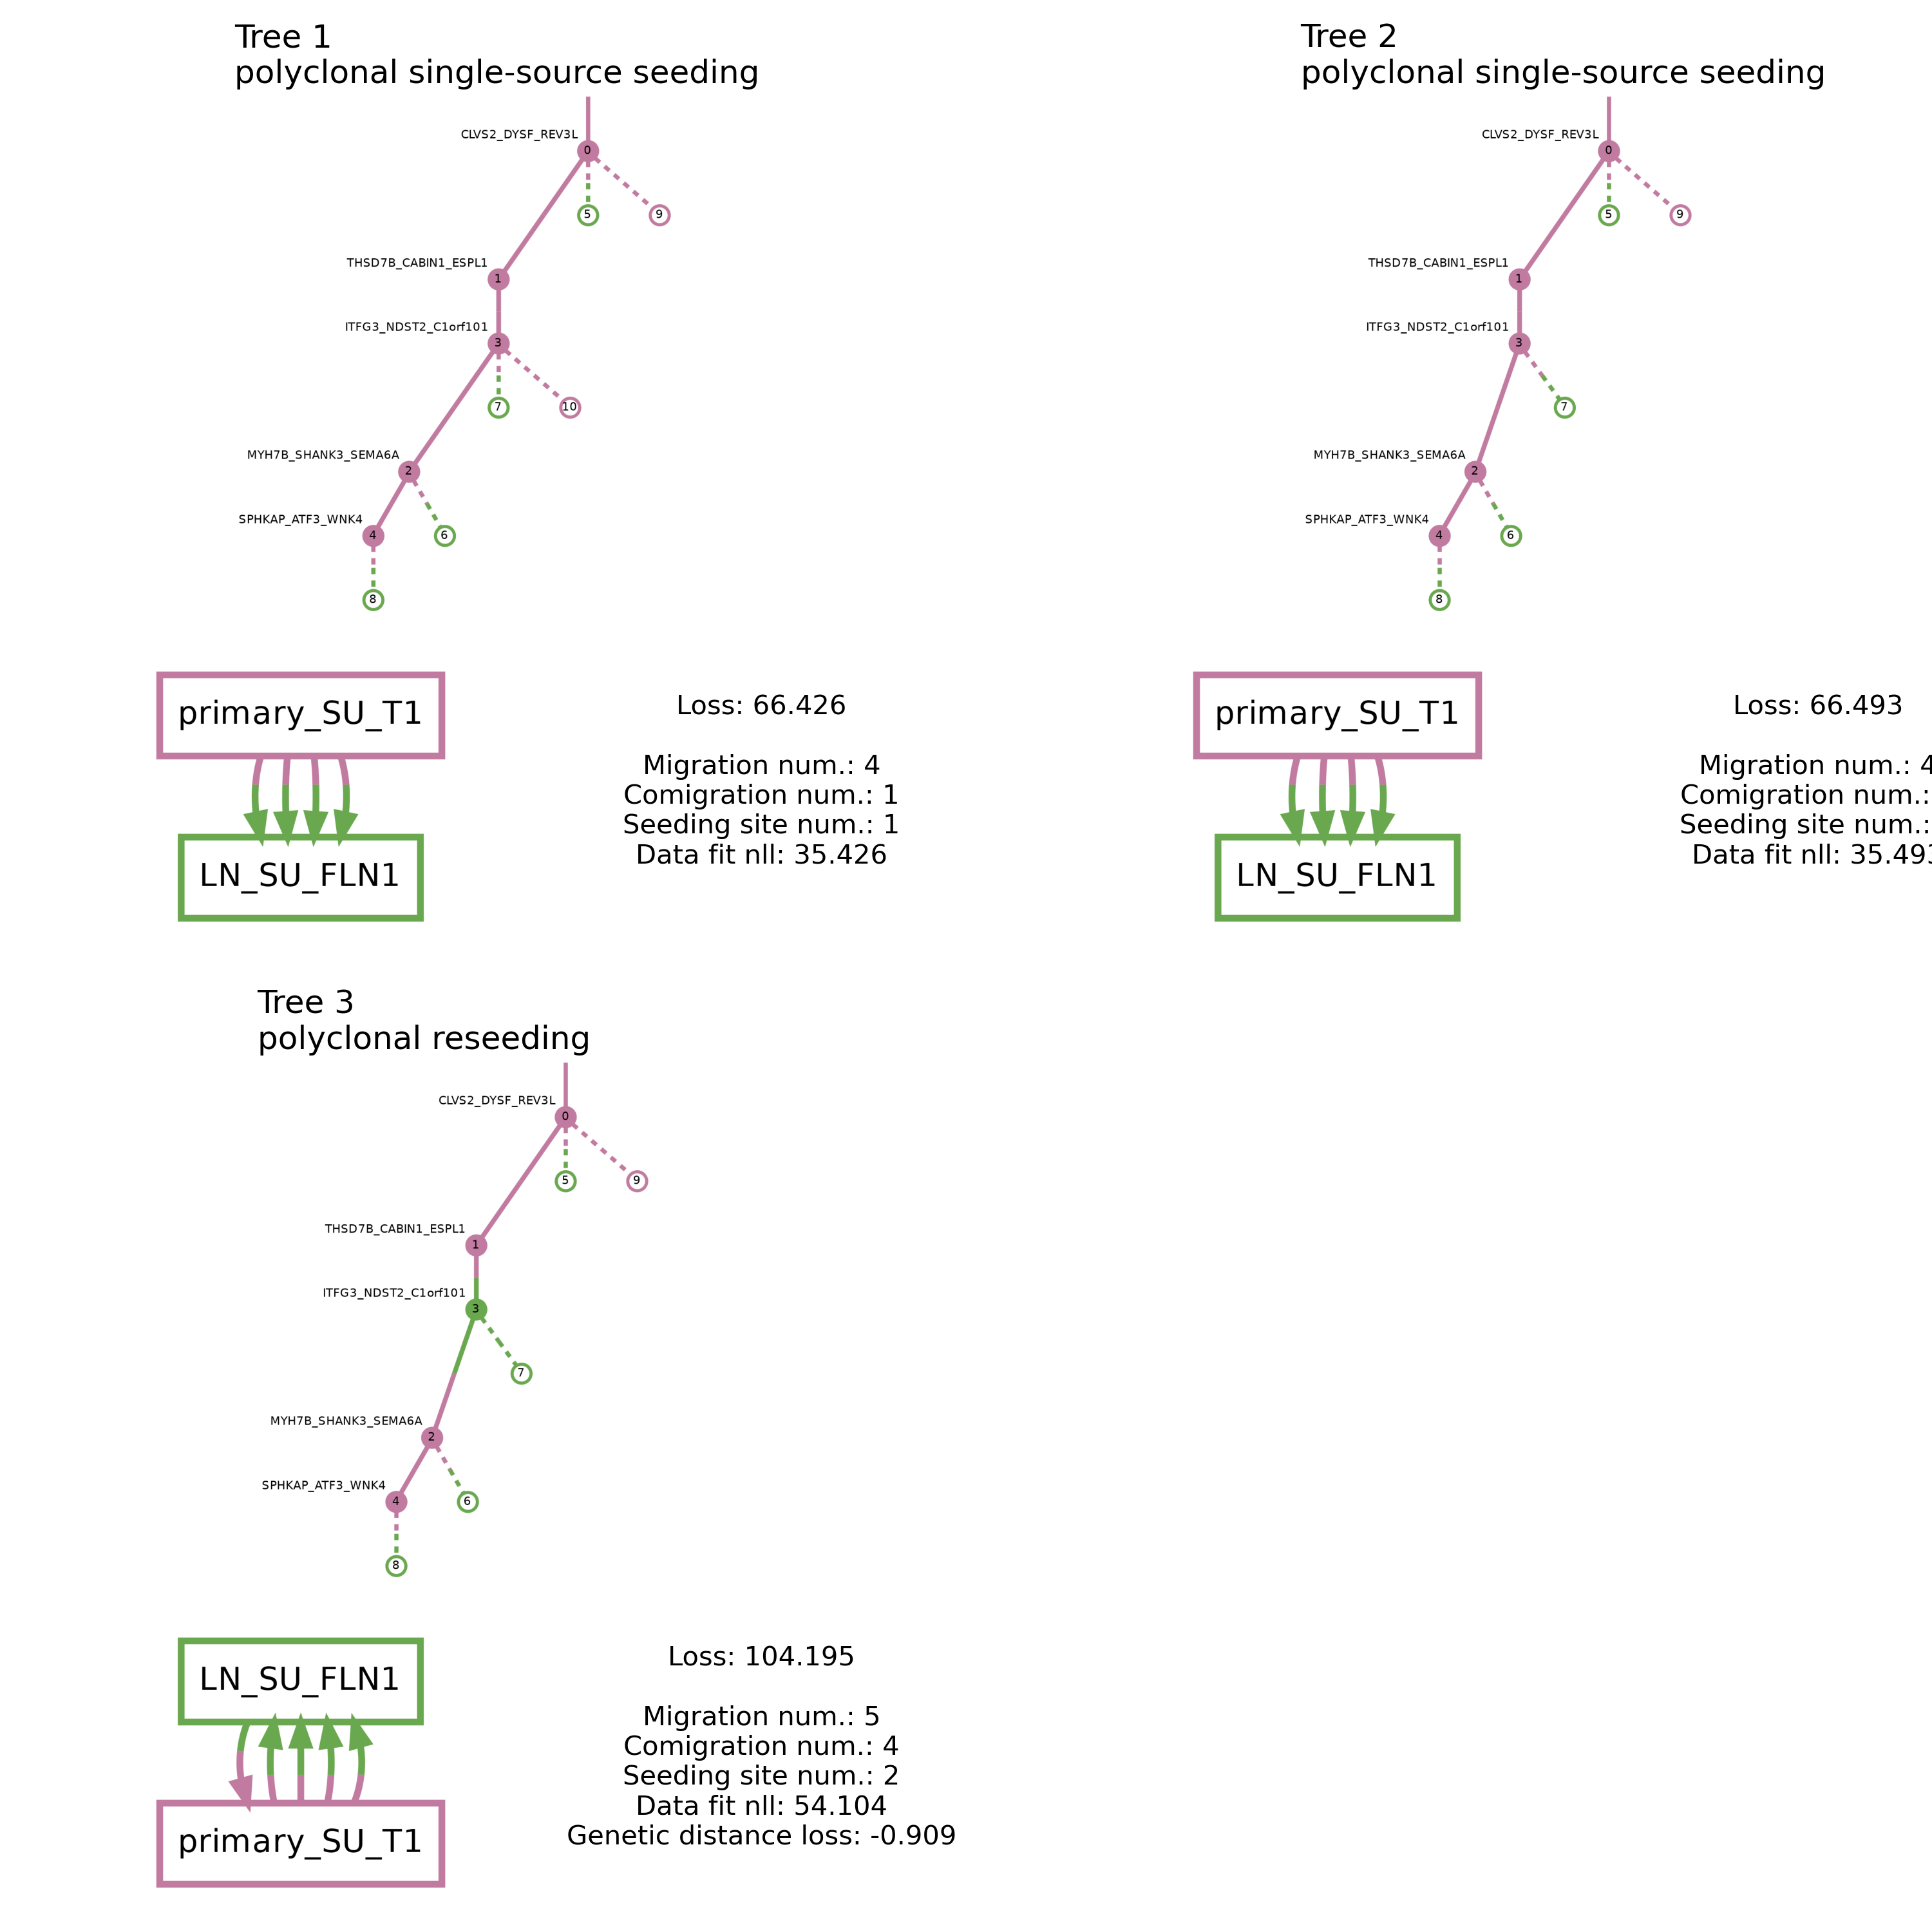 Tree 1
polyclonal single-source seeding
CLVS2_DYSF_REV3L
0
5
9
THSD7B_CABIN1_ESPL1
1
ITFG3_NDST2_C1orf101
3
7
10
MYH7B_SHANK3_SEMA6A
2
SPHKAP_ATF3_WNK4
4
6
8
primary_SU_T1
LN_SU_FLN1
Loss: 66.426
Migration num.: 4
Comigration num.: 1
Seeding site num.: 1
Data fit nll: 35.426
Tree 2
polyclonal single-source seeding
CLVS2_DYSF_REV3L
0
5
9
THSD7B_CABIN1_ESPL1
1
ITFG3_NDST2_C1orf101
3
7
MYH7B_SHANK3_SEMA6A
2
SPHKAP_ATF3_WNK4
4
6
8
primary_SU_T1
LN_SU_FLN1
Loss: 66.493
Migration num.: 4
Comigration num.:
Seeding site num.:
Data fit nll: 35.493
Tree 3
polyclonal reseeding
CLVS2_DYSF_REV3L
0
5
9
THSD7B_CABIN1_ESPL1
1
ITFG3_NDST2_C1orf101
3
7
MYH7B_SHANK3_SEMA6A
2
SPHKAP_ATF3_WNK4
4
6
8
LN_SU_FLN1
primary_SU_T1
Loss: 104.195
Migration num.: 5
Comigration num.: 4
Seeding site num.: 2
Data fit nll: 54.104
Genetic distance loss: -0.909